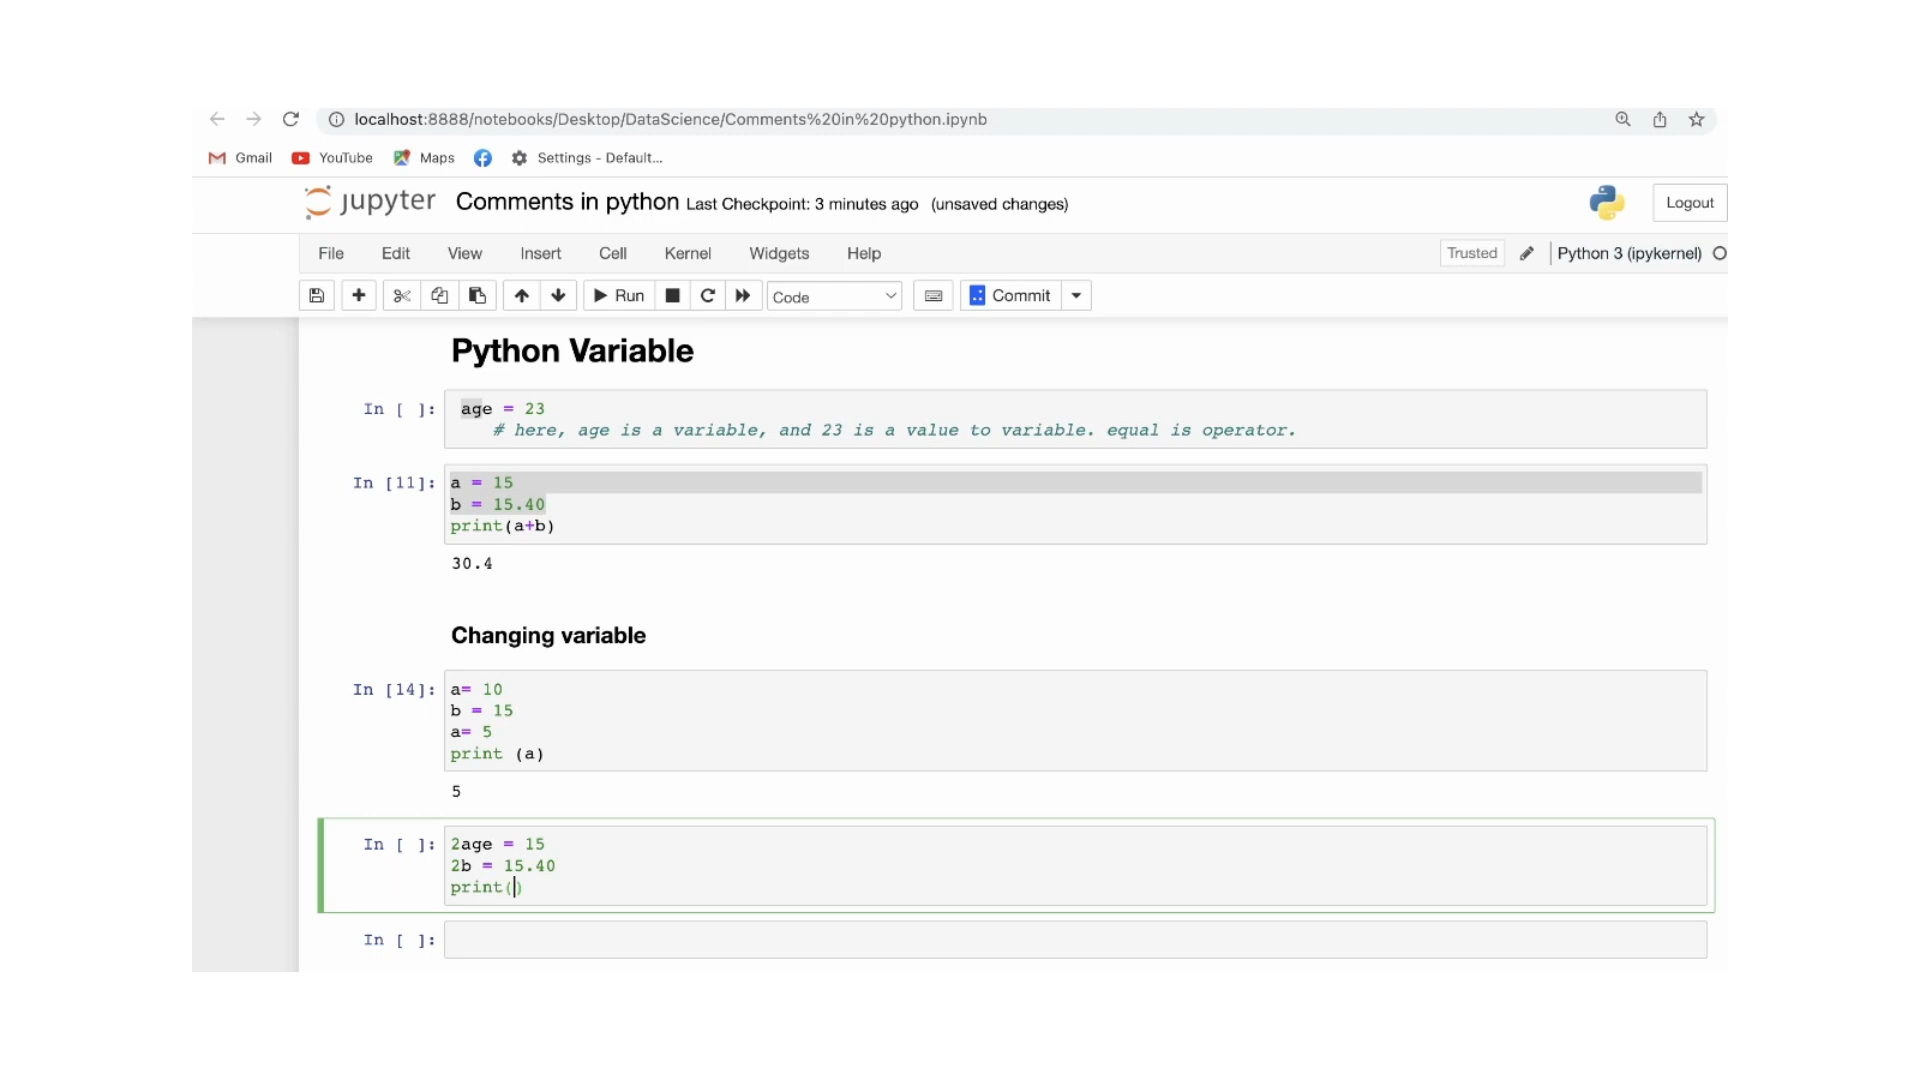 localhost:8888/notebooks/Desktop/DataScience/Comments%20in%20python.ipynb
Gmail YouTube Maps Settings - Default...
jupyter Comments in python Last Checkpoint: 3 minutes ago (unsaved changes) Logout
File Edit View Insert Cell Kernel Widgets Help Trusted Python 3 (ipykernel)
Run Code Commit
Python Variable
In [ ]: age = 23
# here, age is a variable, and 23 is a value to variable. equal is operator.
In [11]: a = 15
b = 15.40
print(a+b)
30.4
Changing variable
In [14]: a= 10
b = 15
a= 5
print (a)
5
In [ ]: 2age = 15
2b = 15.40
print()
In [ ]: